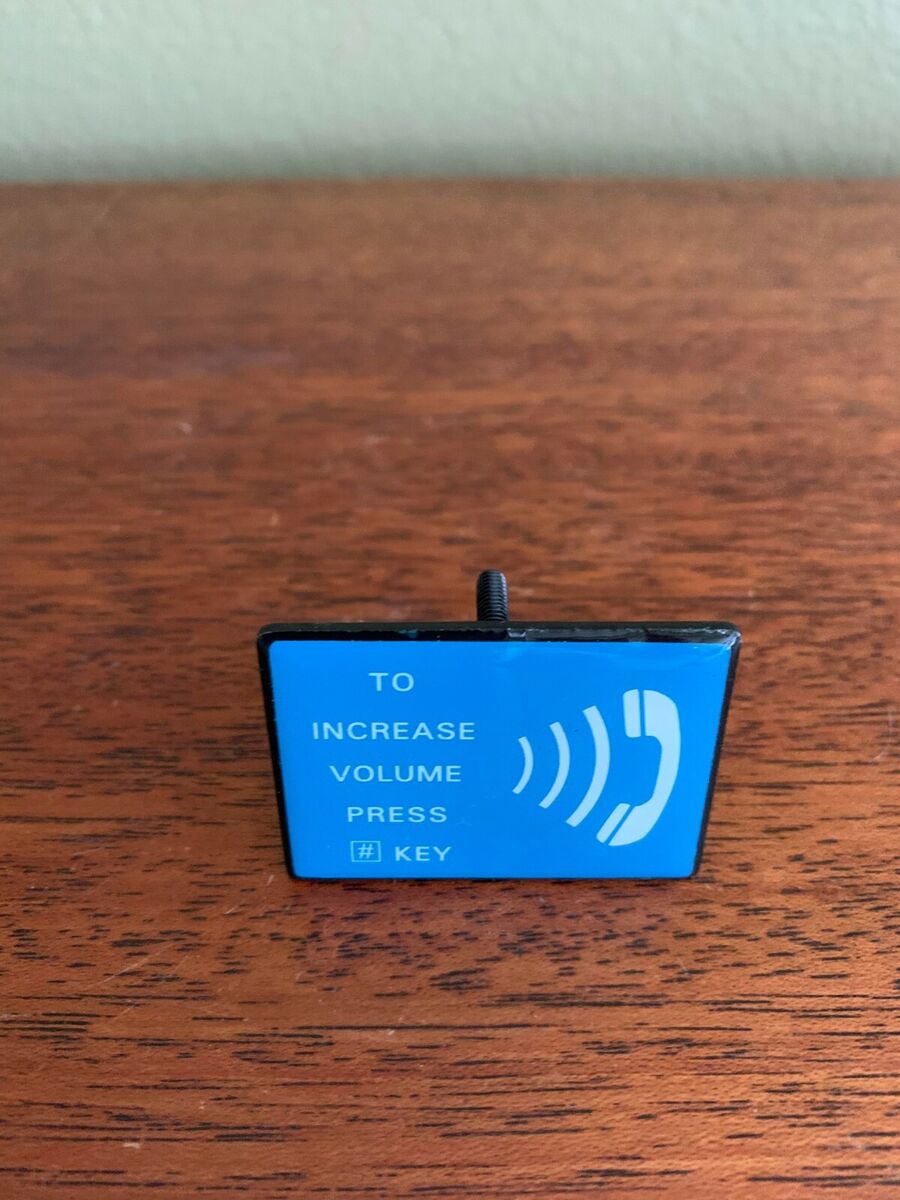 TO
INCREASE
VOLUME
PRESS
# KEY